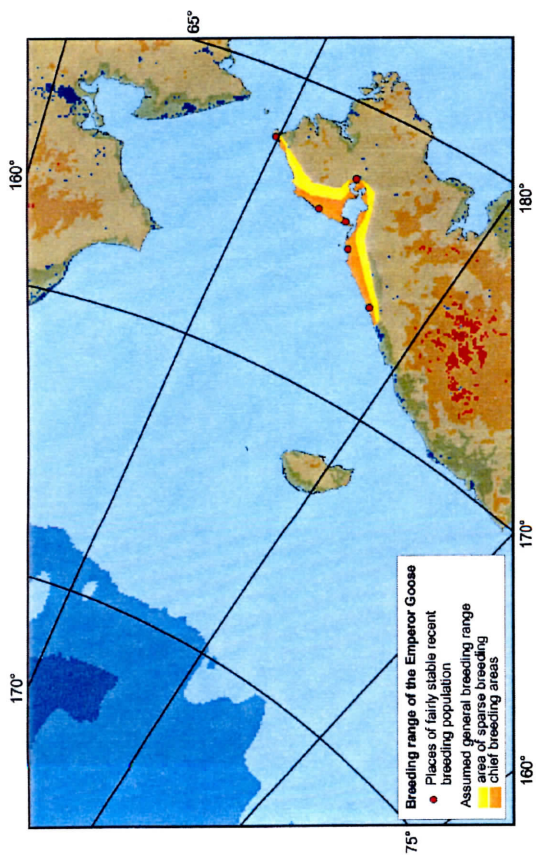 170° 160°
65°
75°
Breeding range of the Emperor Goose
Places of fairly stable recent
breeding population
Assumed general breeding range
area of sparse breeding
chief breeding areas
160° 170° 180°